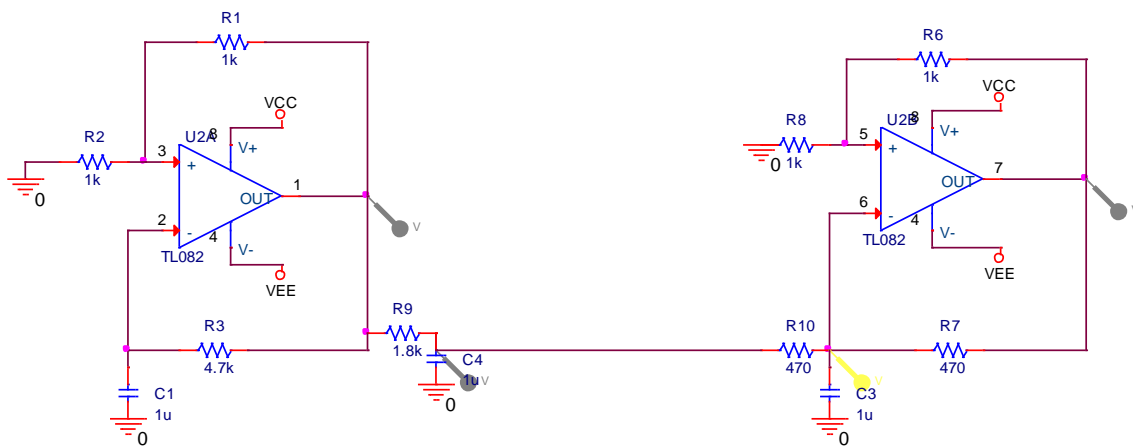 R1
1k
R6
1k
VCC
VCC
R2
1k
U2A
8
V+
3
+
OUT
1
2
-
4
V-
TL082
VEE
0
V
R8
1k
0
U2B
8
V+
5
+
OUT
7
6
-
4
V-
TL082
VEE
V
R3
4.7k
R9
1.8k
C4
1u
V
0
R10
470
R7
470
C1
1u
0
C3
1u
V
0